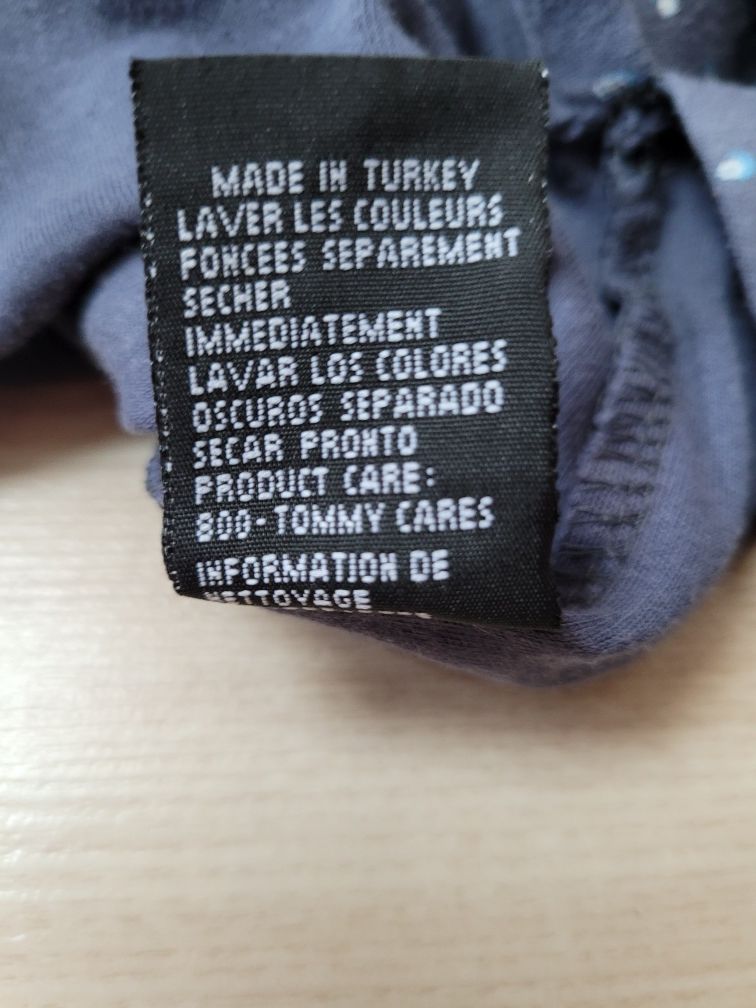 MADE IN TURKEY
LAVER LES COULEURS
FONCEES SEPAREMENT
SECHER
IMMEDIATEMENT
LAVAR LOS COLORES
OSCUROS SEPARADO
SECAR PRONTO
PRODUCT CARE:
800-TOMMY CARES
INFORMATION DE
NETTOYAGE